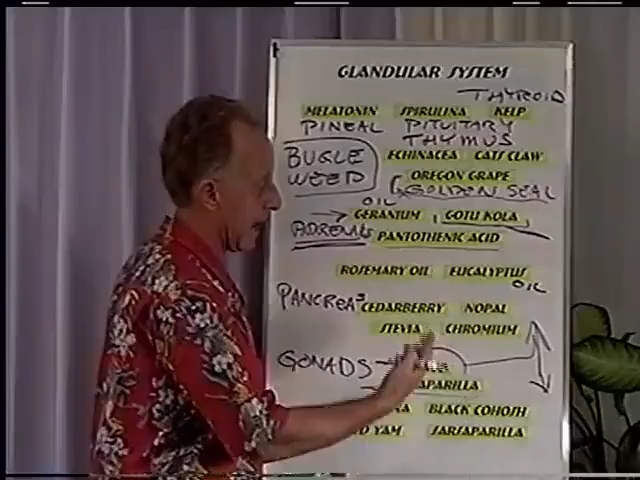 GLANDULAR SYSTEM
THYROID
MELATONIN SPIRULINA KELP
PINEAL PITUITARY
THYMUS
BUGLE WEED
ECHINACEA CATS CLAW
OREGON GRAPE
GOLDEN SEAL
OIL
GERANIUM GOTU KOLA
PANTOTHENIC ACID
ROSEMARY OIL EUCALYPTUS
OIL
PANCREAS CEDARBERRY NOPAL
STEVIA CHROMIUM
GONADS
BLACK COHOSH
YAM SARSAPARILLA